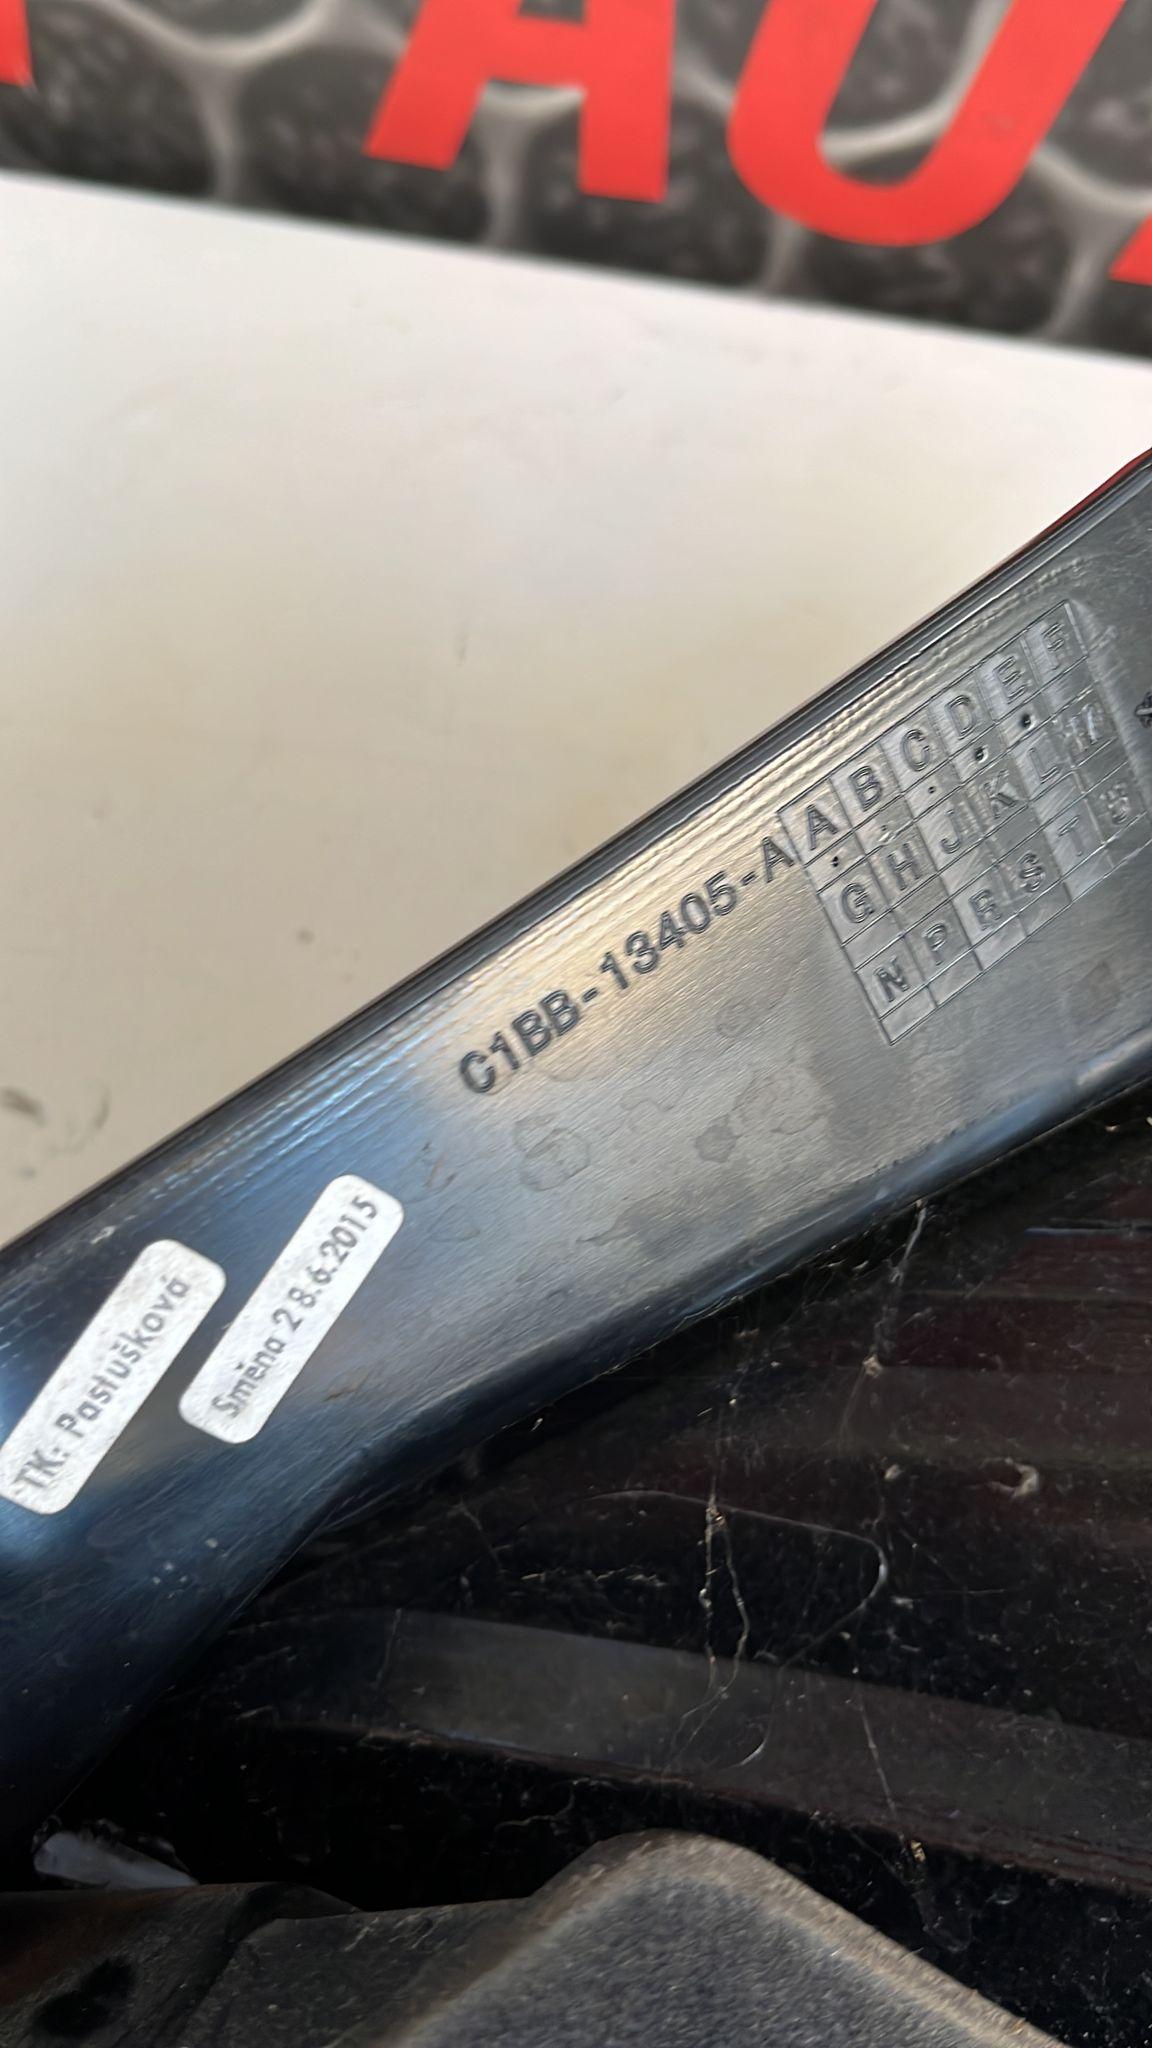 AU
C1BB-13405-A
A B C D E F
G H J K L M
N P R S T
TK: Pastušková
Směna 2 8.6.2015